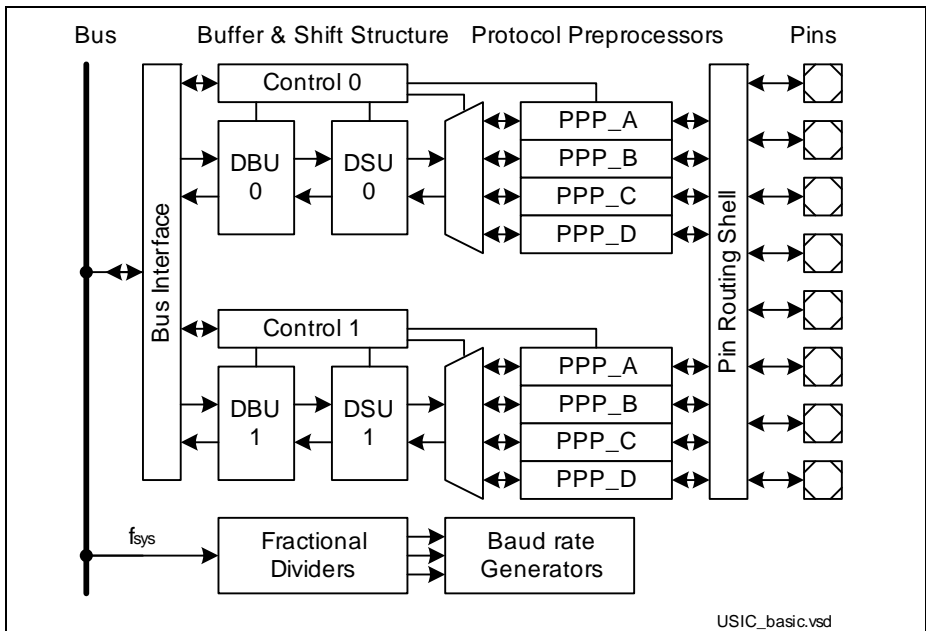 Bus Buffer & Shift Structure Protocol Preprocessors Pins
Control 0
PPP_A
DBU
0
DSU
0
PPP_B
PPP_C
PPP_D
Bus Interface
Pin Routing Shell
Control 1
PPP_A
DBU
1
DSU
1
PPP_B
PPP_C
PPP_D
fsys
Fractional
Dividers
Baud rate
Generators
USIC_basic.vsd